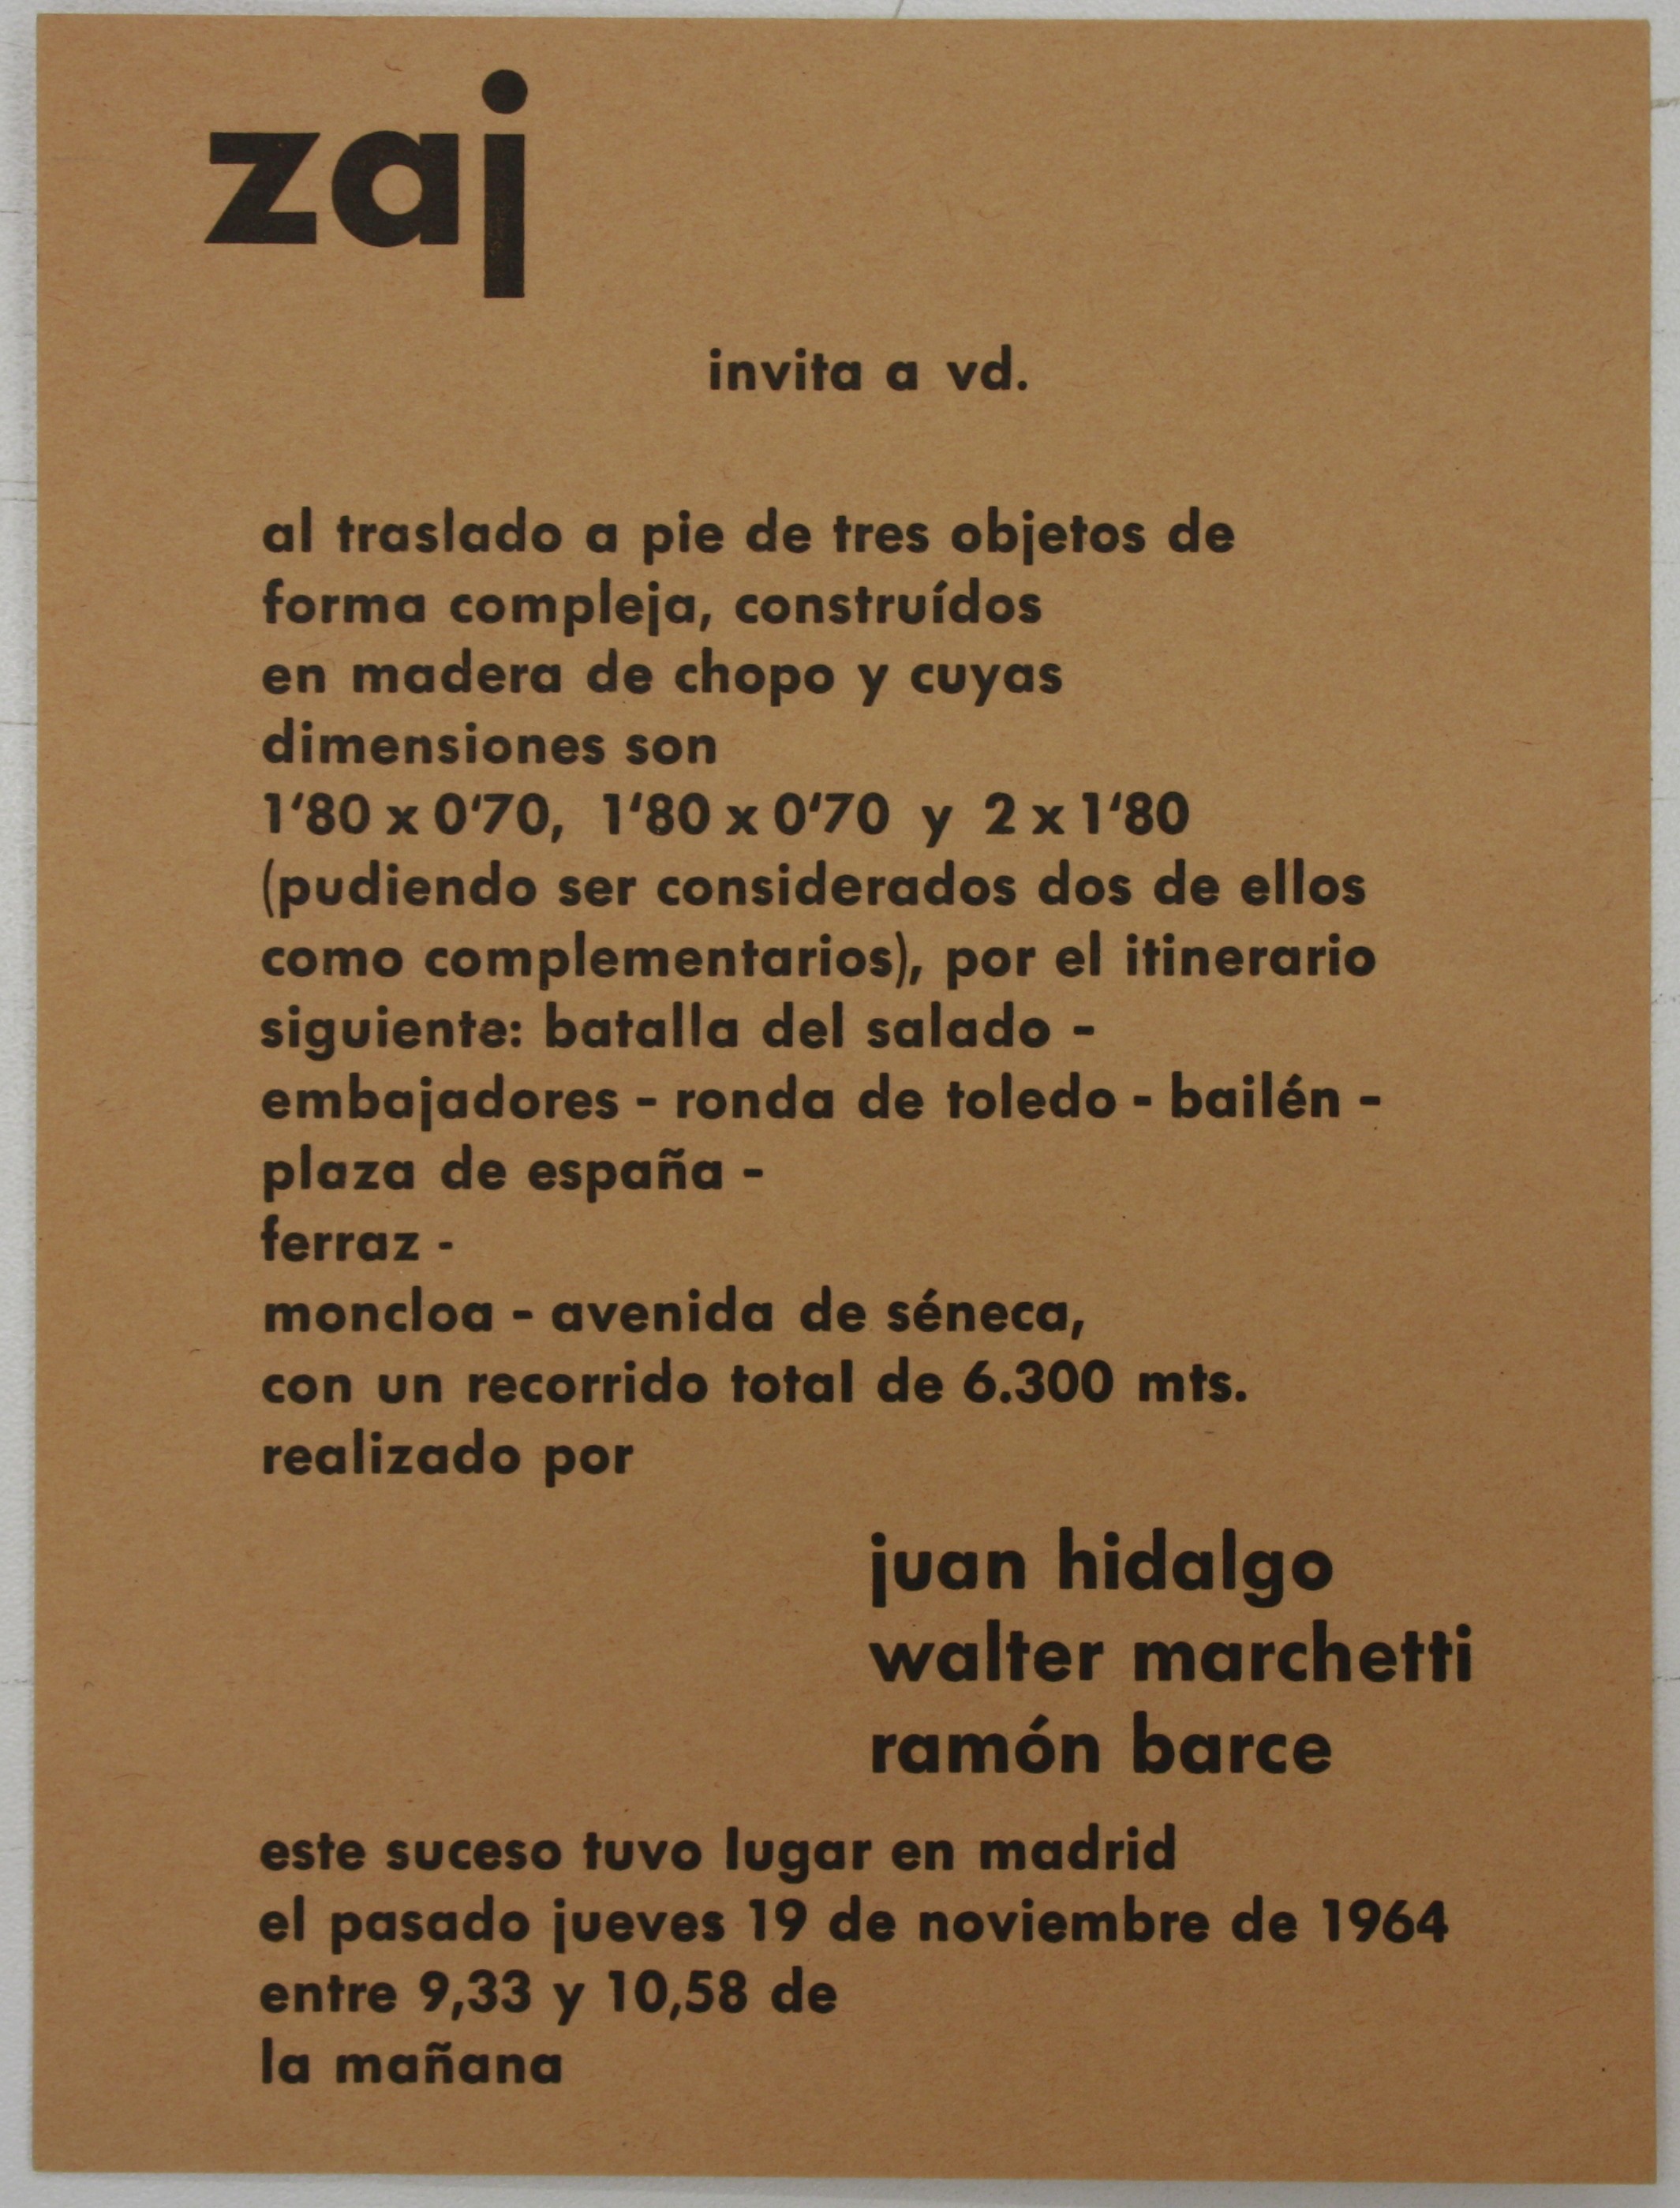 zaj
invita a vd.
al traslado a pie de tres objetos de
forma compleja, construídos
en madera de chopo y cuyas
dimensiones son
1‘80 x 0‘70, 1‘80 x 0‘70 y 2 x 1‘80
(pudiendo ser considerados dos de ellos
como complementarios), por el itinerario
siguiente: batalla del salado -
embajadores - ronda de toledo - bailén -
plaza de españa -
ferraz -
moncloa - avenida de séneca,
con un recorrido total de 6.300 mts.
realizado por
juan hidalgo
walter marchetti
ramón barce
este suceso tuvo lugar en madrid
el pasado jueves 19 de noviembre de 1964
entre 9,33 y 10,58 de
la mañana